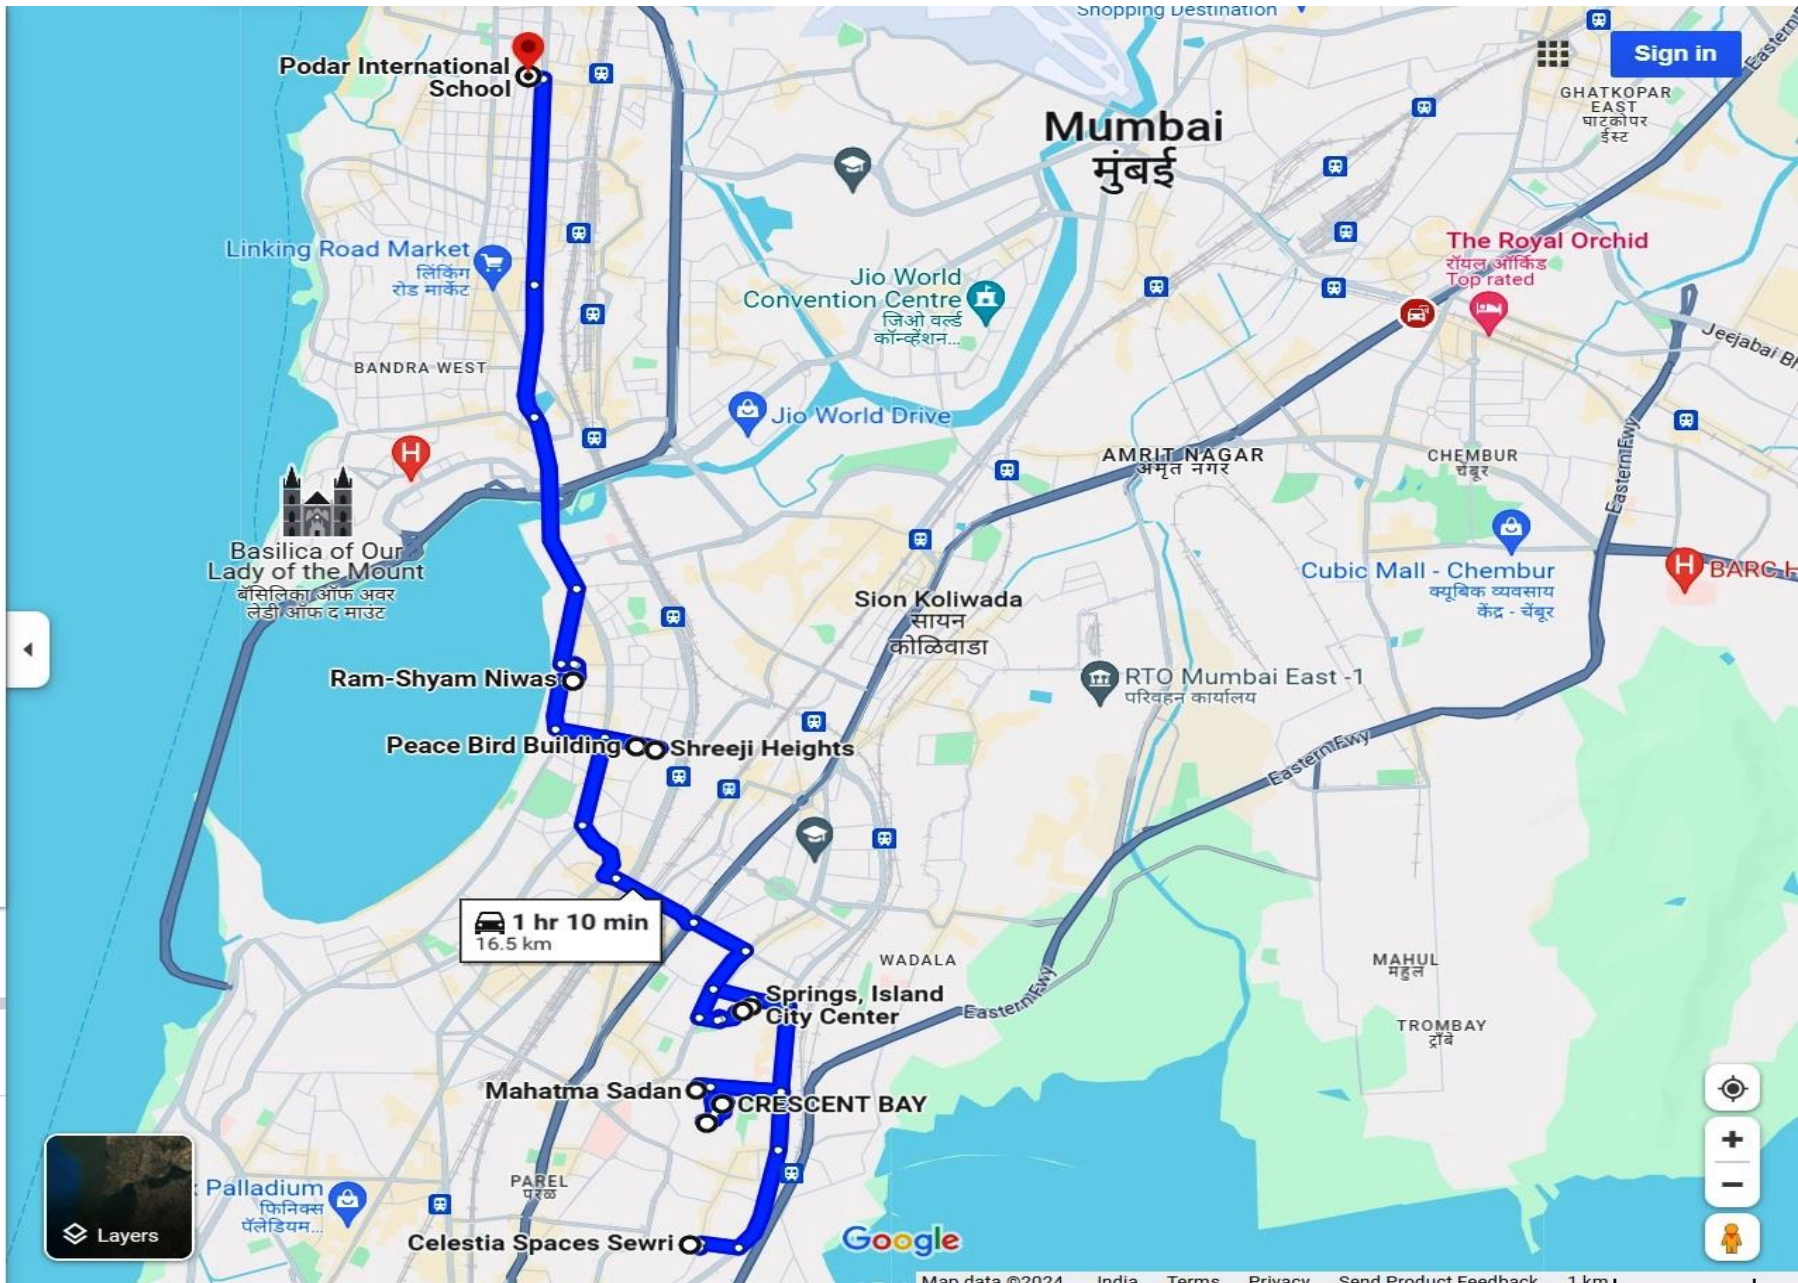 Shopping Destination
Sign in
Eastern
Podar International
School
GHATKOPAR
EAST
घाटकोपर
ईस्ट
Mumbai
मुंबई
Linking Road Market
लिंकिंग
रोड मार्केट
The Royal Orchid
रॉयल ऑर्किड
Top rated
Jio World
Convention Centre
जिओ वर्ल्ड
कॉन्व्हेंशन...
Jeejabai Bh
BANDRA WEST
H
Jio World Drive
AMRIT NAGAR
अमृत नगर
CHEMBUR
चेंबूर
Eastern Fwy
Basilica of Our
Lady of the Mount
बॅसिलिका ऑफ अवर
लेडी ऑफ द माउंट
Cubic Mall - Chembur
क्यूबिक व्यवसाय
केंद्र - चेंबूर
H
BARC H
Sion Koliwada
सायन
कोळिवाडा
Ram-Shyam Niwas
RTO Mumbai East -1
परिवहन कार्यालय
Peace Bird Building
Shreeji Heights
Eastern Fwy
1 hr 10 min
16.5 km
WADALA
MAHUL
महुल
Springs, Island
City Center
Eastern Fwy
TROMBAY
ट्रॉंबे
Mahatma Sadan
CRESCENT BAY
PAREL
परळ
x Palladium
फिनिक्स
पॅलेडियम...
Layers
Celestia Spaces Sewri
Google
Map data ©2024 India Terms Privacy Send Product Feedback 1 km